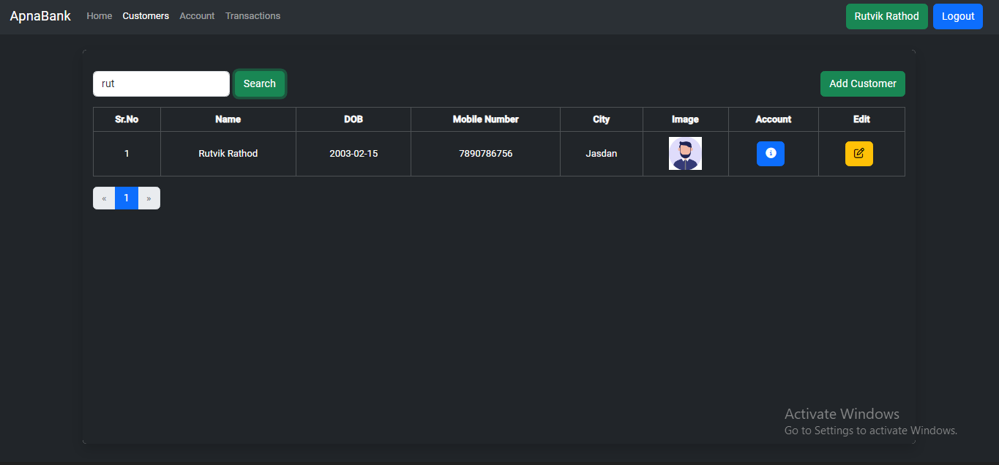 ApnaBank Home Customers Account Transactions Rutvik Rathod Logout
rut Search Add Customer
Sr.No Name DOB Mobile Number City Image Account Edit
1 Rutvik Rathod 2003-02-15 7890786756 Jasdan
« 1 »
Activate Windows
Go to Settings to activate Windows.